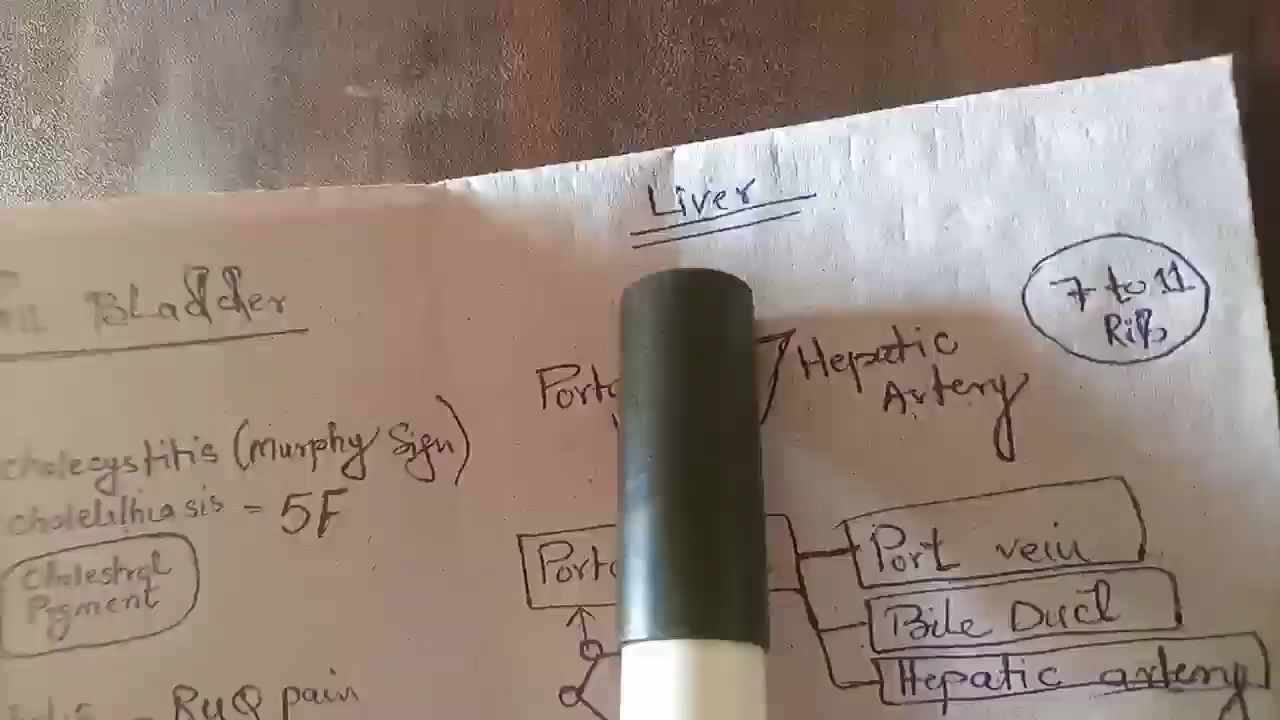 Bladder
cholecystitis (Murphy Sign)
cholelithiasis - 5F
Cholestral
Pigment
RUQ pain
Liver
7 to 11
Rib
Hepatic
Artery
Port vein
Bile Duct
Hepatic artery